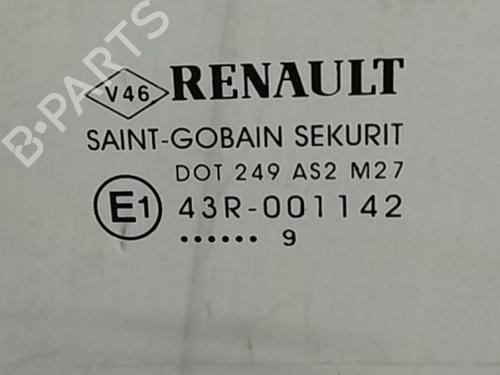 B-PARTS
V46 RENAULT
SAINT-GOBAIN SEKURIT
DOT 249 AS2 M27
E1 43R-001142
...... 9